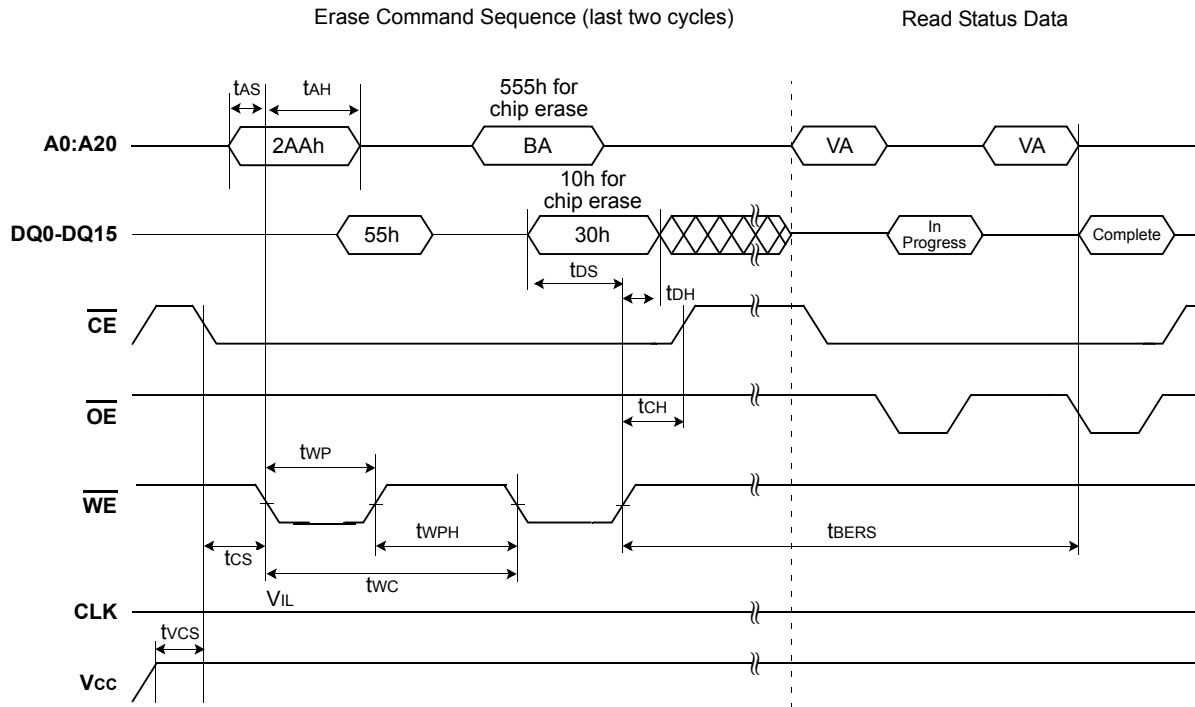 Erase Command Sequence (last two cycles)
Read Status Data
tAS
tAH
555h for
chip erase
A0:A20
2AAh
BA
VA
VA
10h for
chip erase
DQ0-DQ15
55h
30h
In
Progress
Complete
tDS
tDH
CE
OE
tCH
tWP
WE
tWPH
tBERS
tCS
tWC
VIL
CLK
tVCS
Vcc